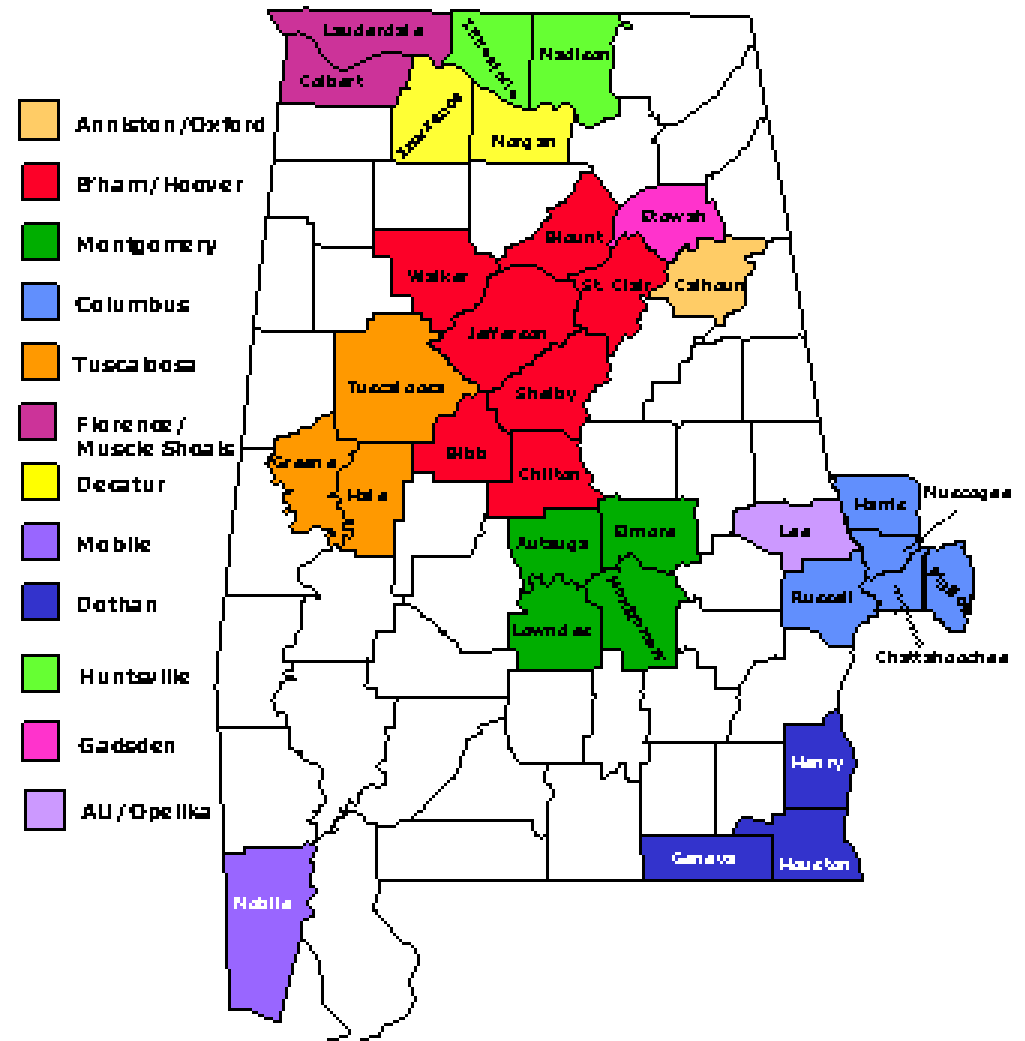 Lauderdale
Limestone
Madison
Colbert
Lawrence
Morgan
Anniston/Oxford
B'ham/Hoover
Montgomery
Columbus
Tuscaloosa
Florence/
Muscle Shoals
Decatur
Mobile
Dothan
Huntsville
Gadsden
AU/Opelika
Etowah
Blount
Walker
St. Clair
Calhoun
Jefferson
Tuscaloosa
Shelby
Greene
Bibb
Hale
Chilton
Harris
Muscogee
Autauga
Elmore
Lee
Russell
Lowndes
Montgomery
Chattahoochee
Henry
Geneva
Houston
Mobile